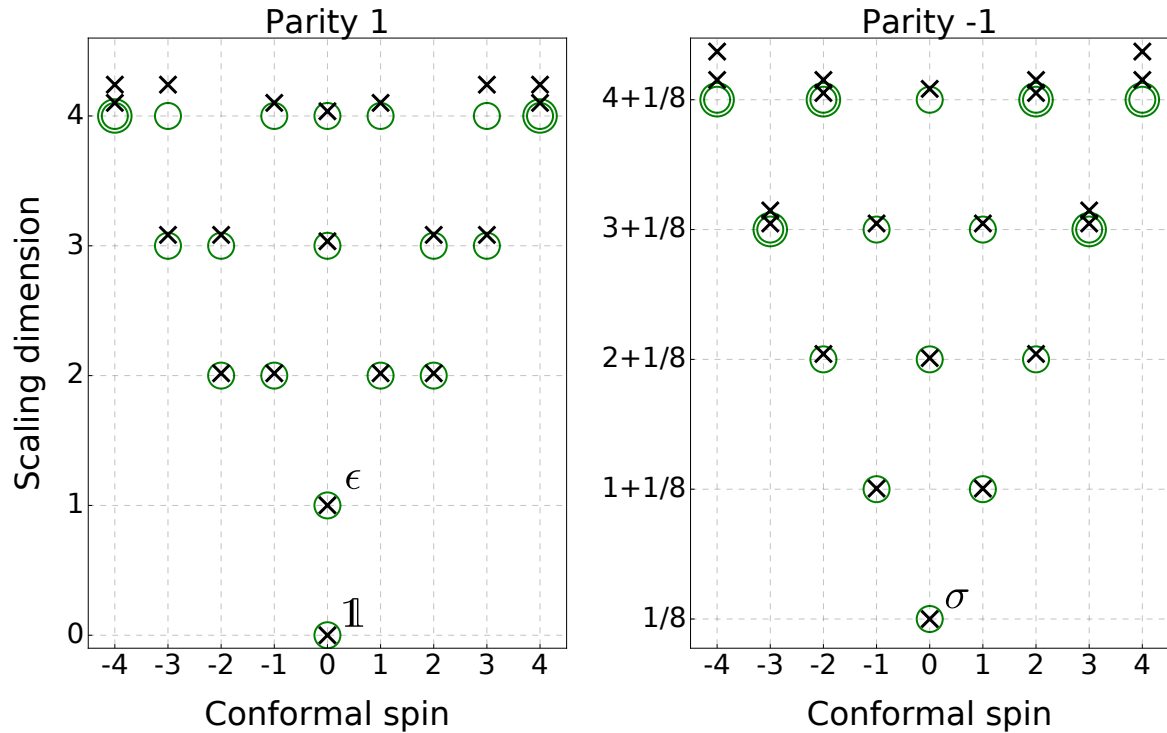 Parity 1
Scaling dimension
4
3
2
1
0
ϵ
𝟙
-4 -3 -2 -1 0 1 2 3 4
Conformal spin
Parity -1
4+1/8
3+1/8
2+1/8
1+1/8
1/8
σ
-4 -3 -2 -1 0 1 2 3 4
Conformal spin